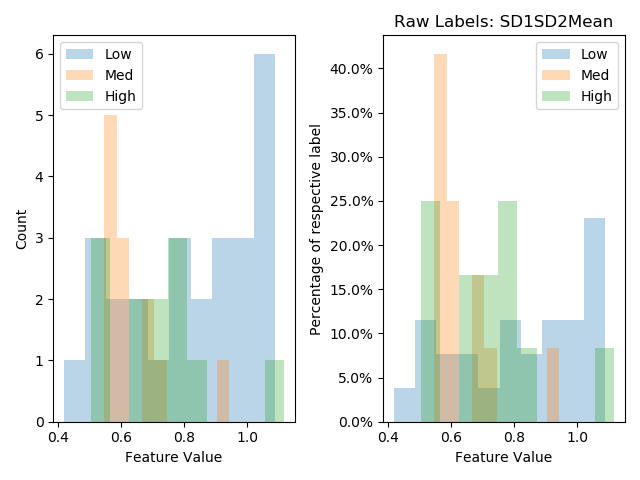 Raw Labels: SD1SD2Mean
6
5
4
3
2
1
0
Count
0.4
0.6
0.8
1.0
Feature Value
Low
Med
High
40.0%
35.0%
30.0%
25.0%
20.0%
15.0%
10.0%
5.0%
0.0%
Percentage of respective label
0.4
0.6
0.8
1.0
Feature Value
Low
Med
High